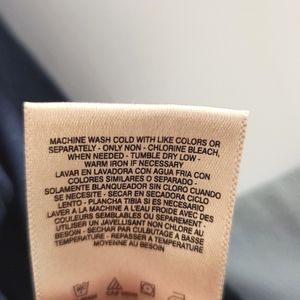 MACHINE WASH COLD WITH LIKE COLORS OR
SEPARATELY - ONLY NON - CHLORINE BLEACH,
WHEN NEEDED - TUMBLE DRY LOW -
WARM IRON IF NECESSARY
LAVAR EN LAVADORA CON AGUA FRIA CON
COLORES SIMILARES O SEPARADO -
SOLAMENTE BLANQUEADOR SIN CLORO CUANDO
SE NECESITE - SECAR EN SECADORA CICLO
LENTO - PLANCHA TIBIA SI ES NECESARIO
LAVER A LA MACHINE A L'EAU FROIDE AVEC DES
COULEURS SEMBLABLES OU SEPAREMENT -
UTILISER UN JAVELLISANT NON CHLORE AU
BESOIN - SECHAR PAR CULBUTAGE A BASSE
TEMPERATURE - REPASSER A TEMPERATURE
MOYENNE AU BESOIN